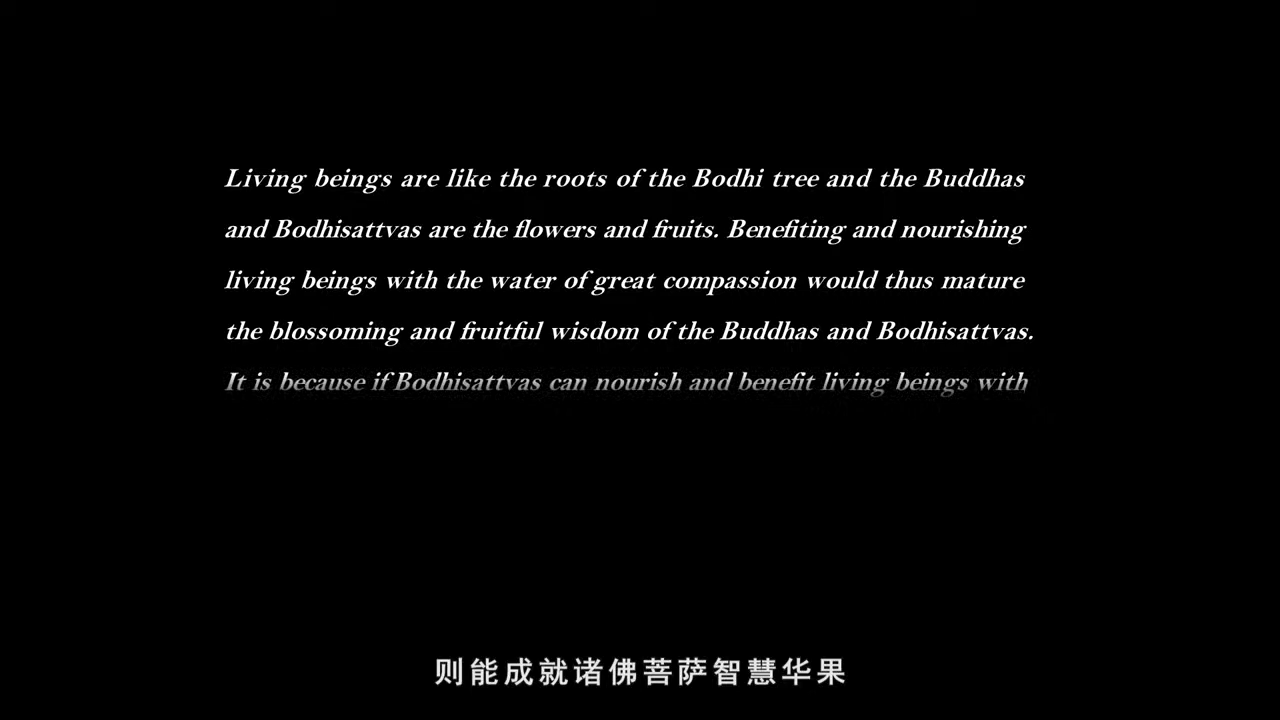 Living beings are like the roots of the Bodhi tree and the Buddhas
and Bodhisattvas are the flowers and fruits. Benefiting and nourishing
living beings with the water of great compassion would thus mature
the blossoming and fruitful wisdom of the Buddhas and Bodhisattvas.
It is because if Bodhisattvas can nourish and benefit living beings with
则能成就诸佛菩萨智慧华果